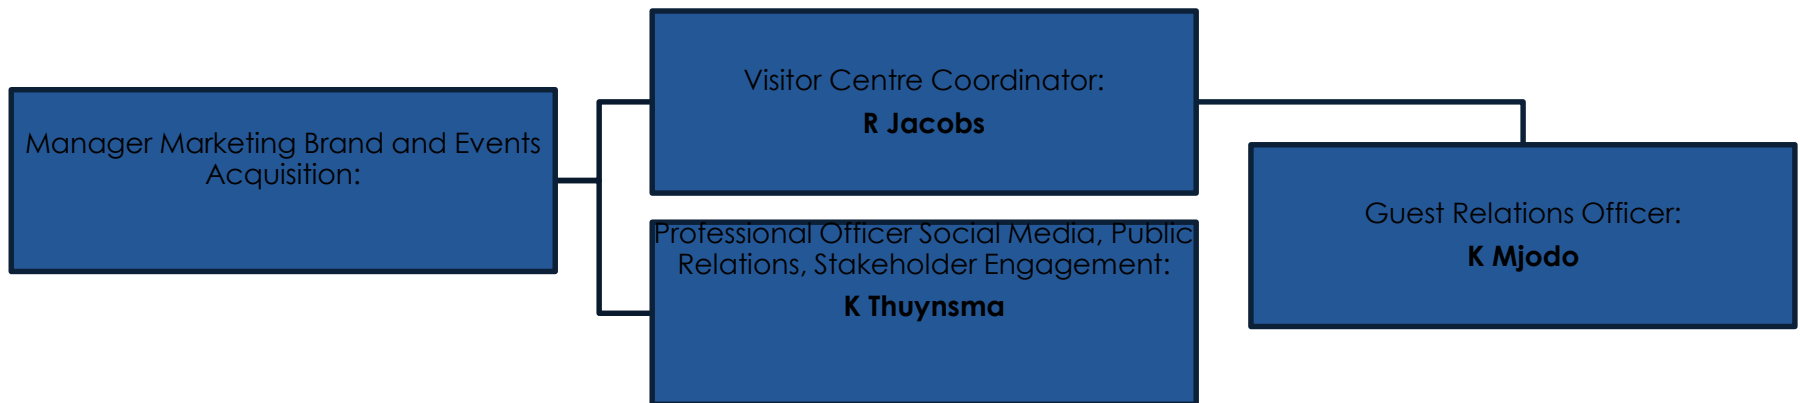 Manager Marketing Brand and Events
Acquisition:
Visitor Centre Coordinator:
R Jacobs
Professional Officer Social Media, Public
Relations, Stakeholder Engagement:
K Thuynsma
Guest Relations Officer:
K Mjodo